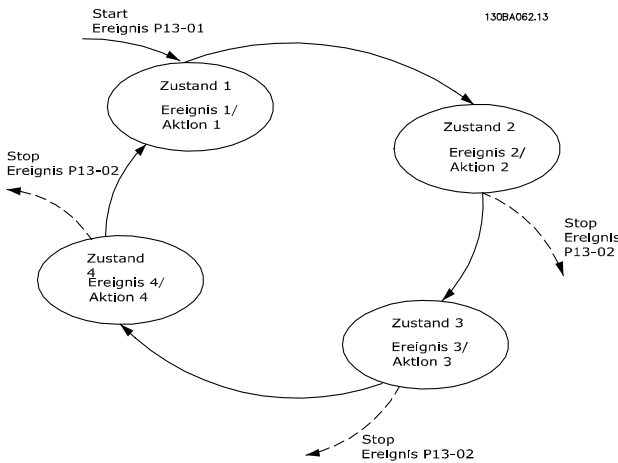 Start
Ereignis P13-01
130BA062.13
Zustand 1
Ereignis 1/
Aktion 1
Zustand 2
Ereignis 2/
Aktion 2
Stop
Ereignis P13-02
Stop
Ereignis
P13-02
Zustand
4
Ereignis 4/
Aktion 4
Zustand 3
Ereignis 3/
Aktion 3
Stop
Ereignis P13-02